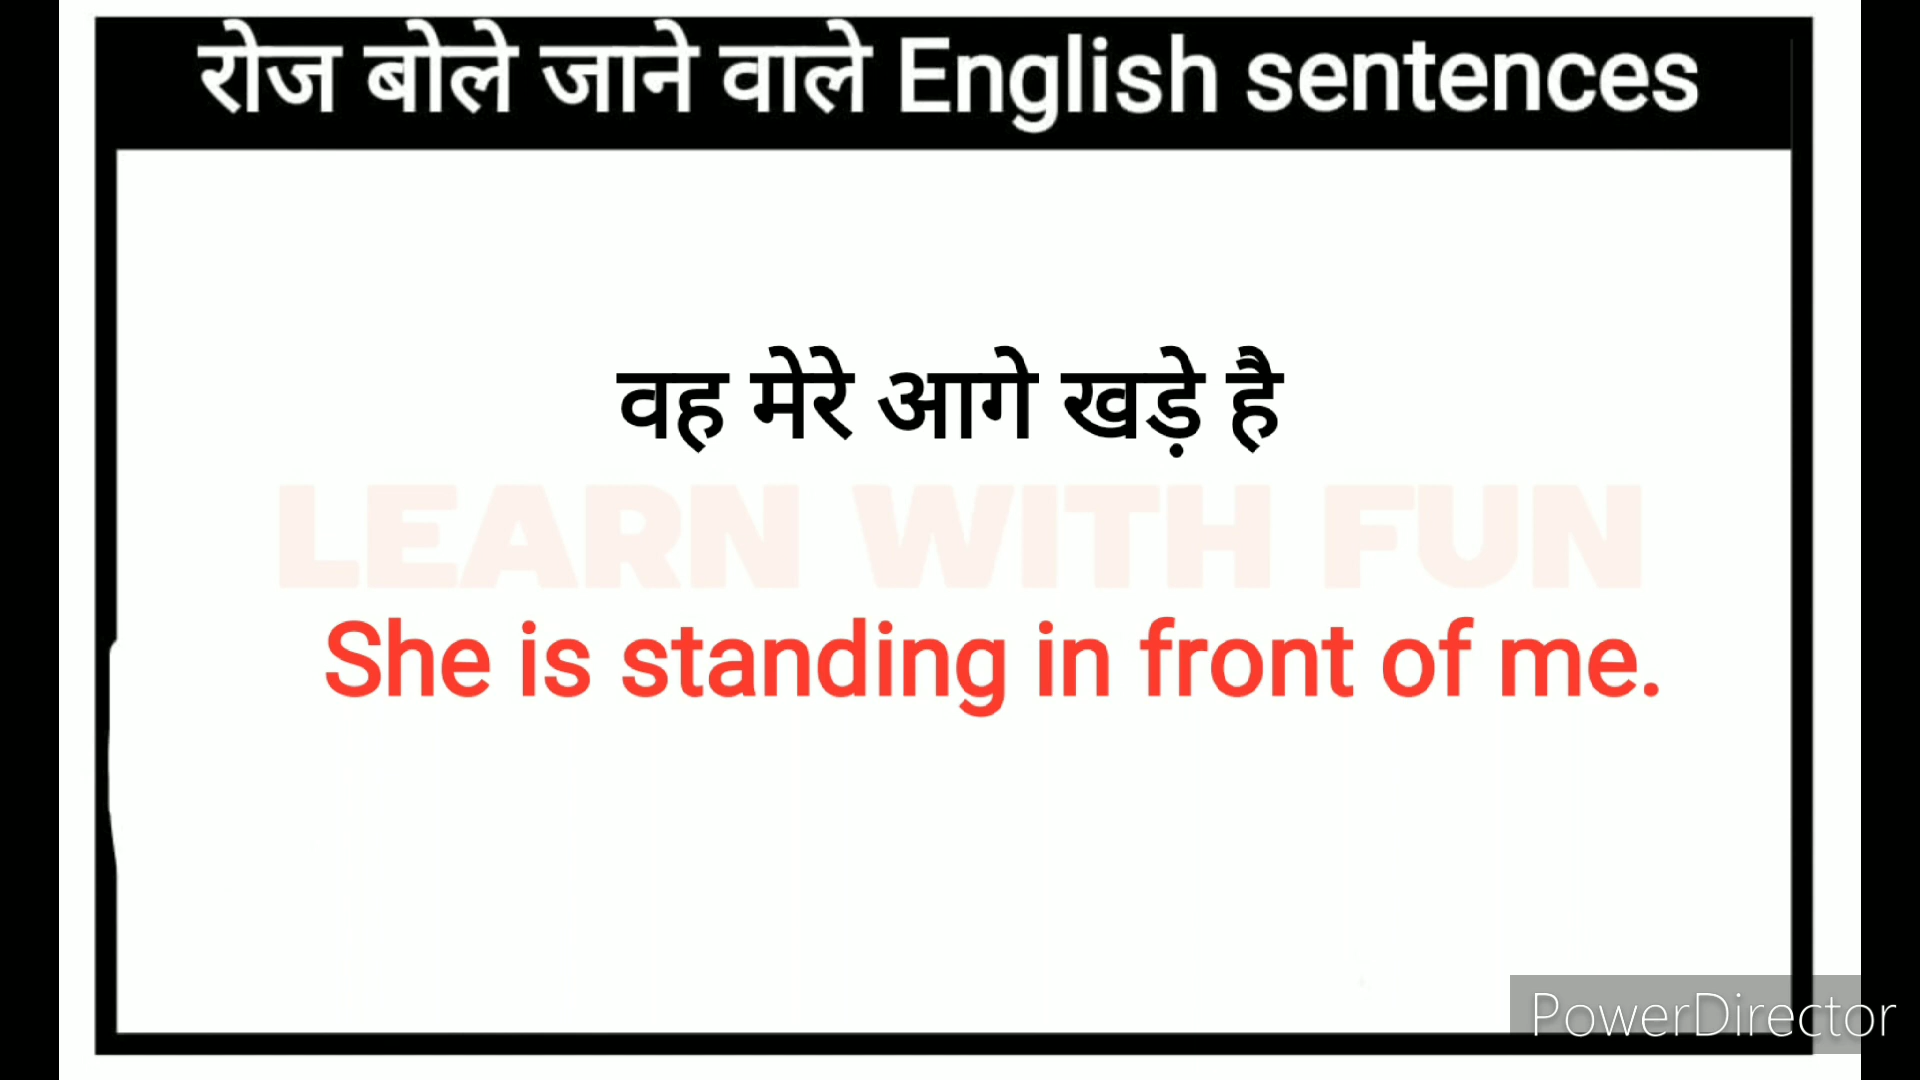 रोज बोले जाने वाले English sentences
वह मेरे आगे खड़े है
LEARN WITH FUN
She is standing in front of me.
PowerDirector